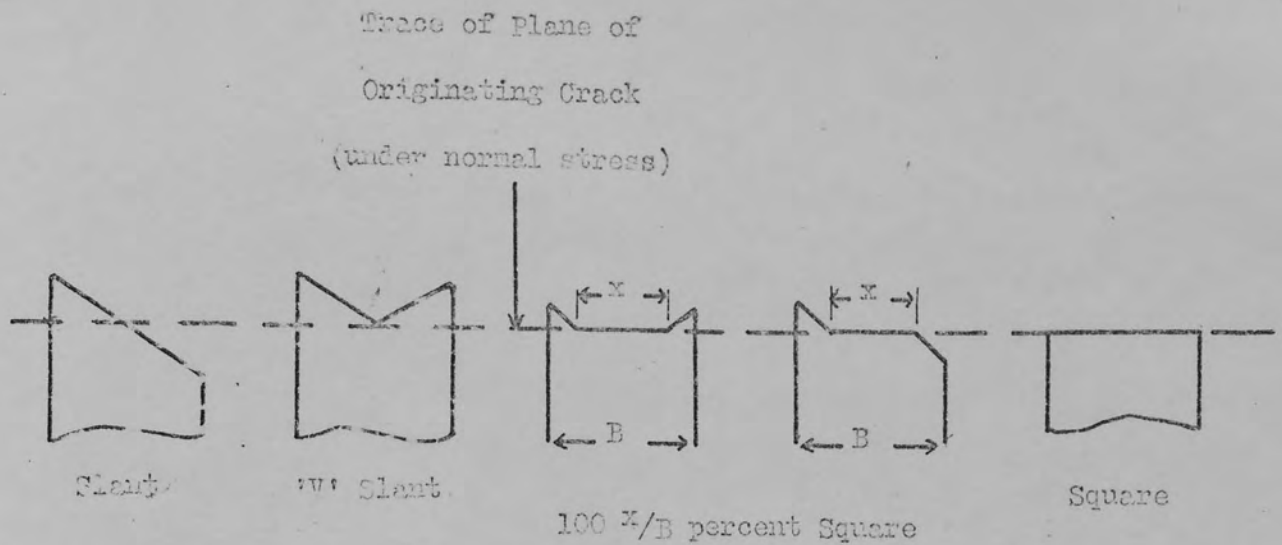 Trace of Plane of
Originating Crack
(under normal stress)
x
x
B
B
Slant
'V' Slant
Square
100 x/B percent Square